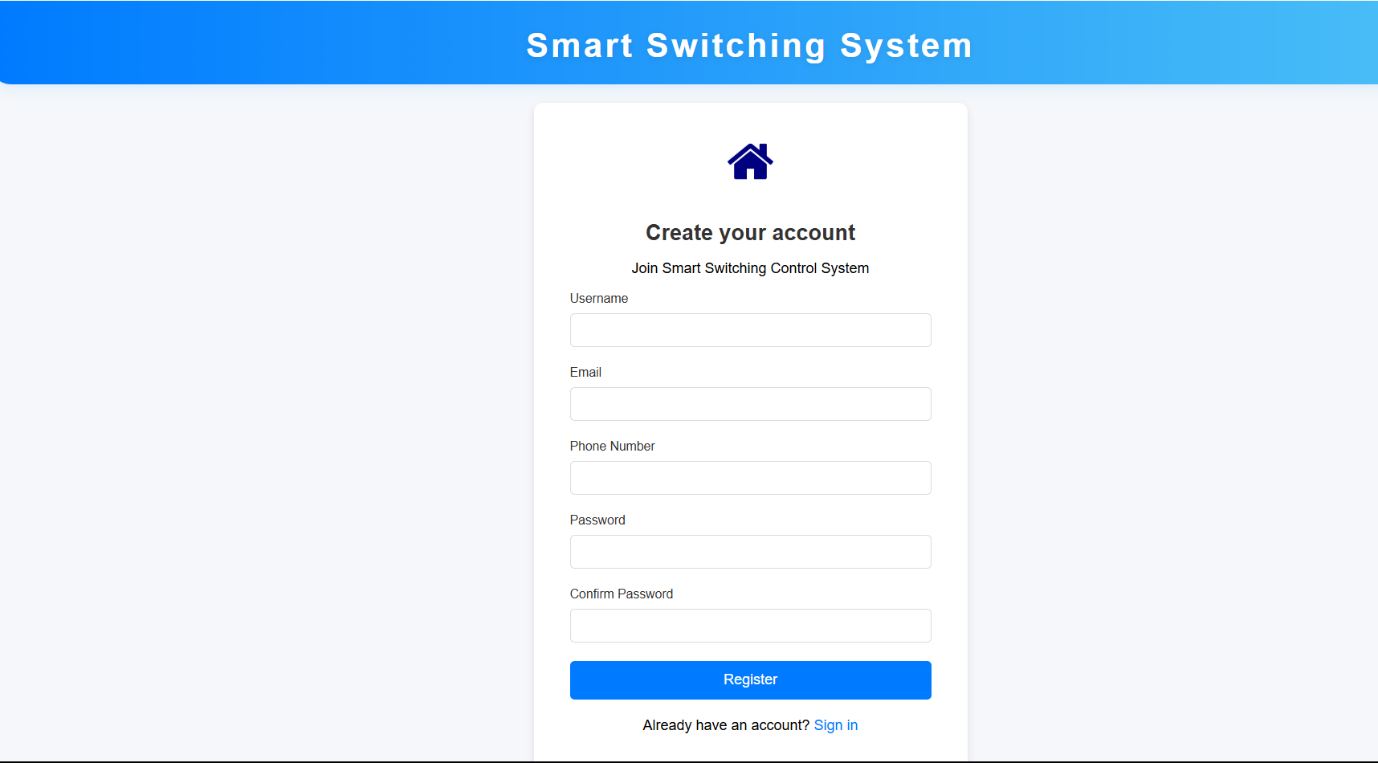 Smart Switching System
Create your account
Join Smart Switching Control System
Username
Email
Phone Number
Password
Confirm Password
Register
Already have an account? Sign in